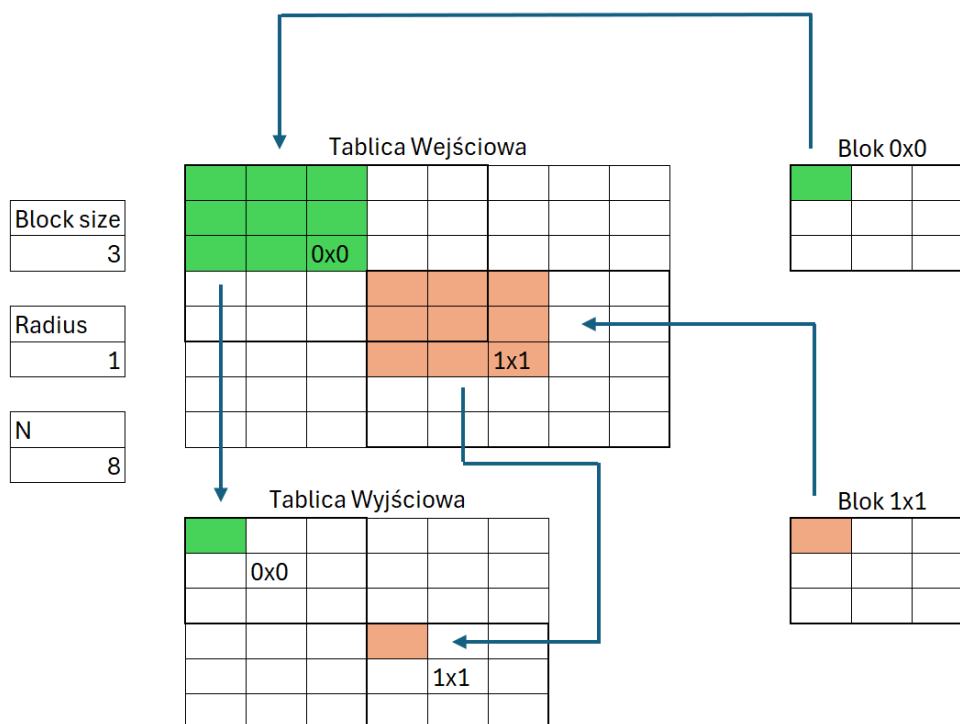 Tablica Wejściowa
Blok 0x0
Block size
3
0x0
Radius
1
1x1
N
8
Tablica Wyjściowa
Blok 1x1
0x0
1x1